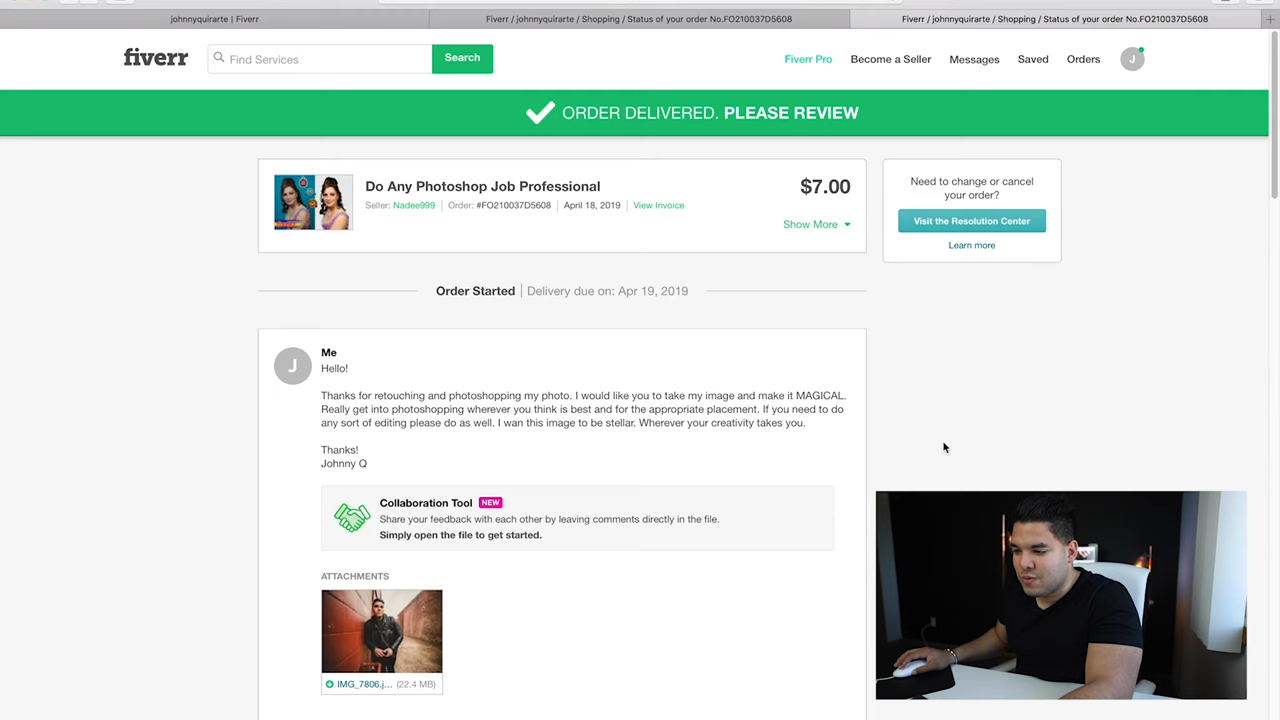 johnnyquirarte | Fiverr
Fiverr / johnnyquirarte / Shopping / Status of your order No.FO210037D5608
Fiverr / johnnyquirarte / Shopping / Status of your order No.FO210037D5608
fiverr
Find Services
Search
Fiverr Pro
Become a Seller
Messages
Saved
Orders
J
ORDER DELIVERED. PLEASE REVIEW
Do Any Photoshop Job Professional
$7.00
Seller: Nadee999 | Order: #FO210037D5608 | April 18, 2019 | View Invoice
Show More
Need to change or cancel
your order?
Visit the Resolution Center
Learn more
Order Started | Delivery due on: Apr 19, 2019
J
Me
Hello!
Thanks for retouching and photoshopping my photo. I would like you to take my image and make it MAGICAL.
Really get into photoshopping wherever you think is best and for the appropriate placement. If you need to do
any sort of editing please do as well. I wan this image to be stellar. Wherever your creativity takes you.
Thanks!
Johnny Q
Collaboration Tool NEW
Share your feedback with each other by leaving comments directly in the file.
Simply open the file to get started.
ATTACHMENTS
IMG_7806.j... (22.4 MB)